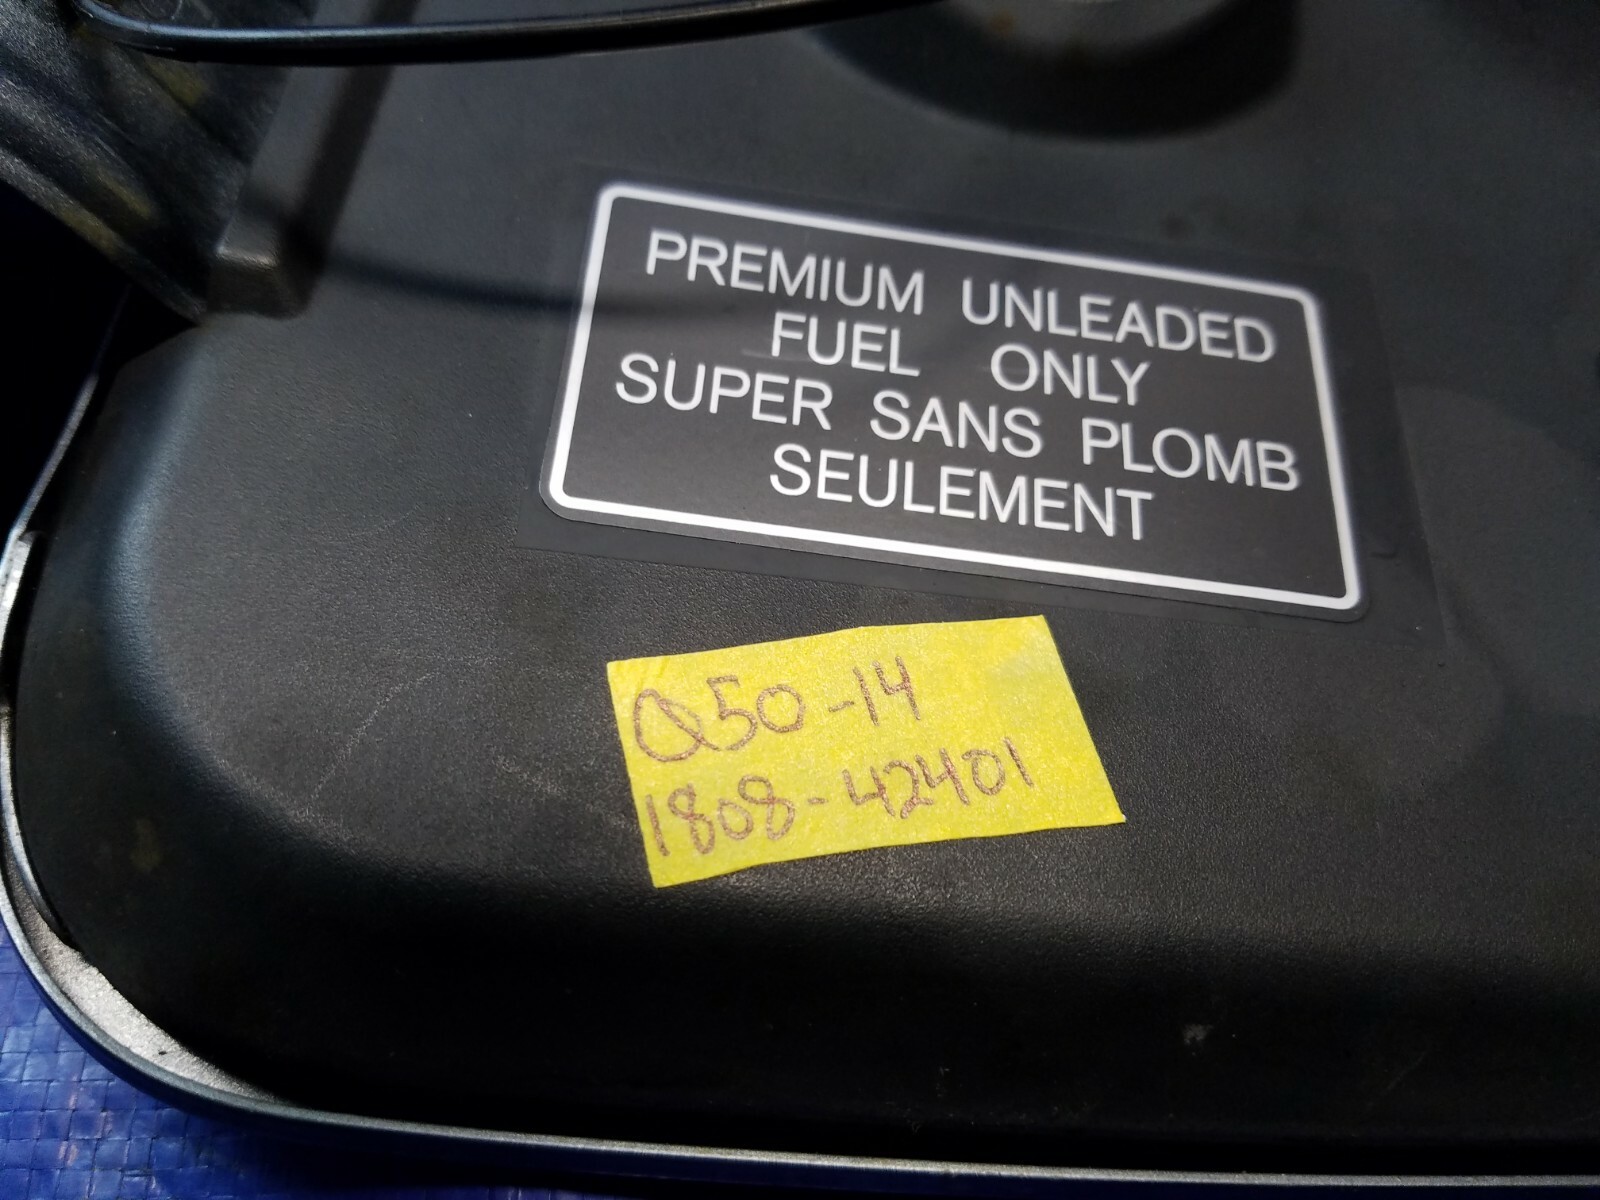 PREMIUM UNLEADED
FUEL ONLY
SUPER SANS PLOMB
SEULEMENT
Q50-14
1808-42401